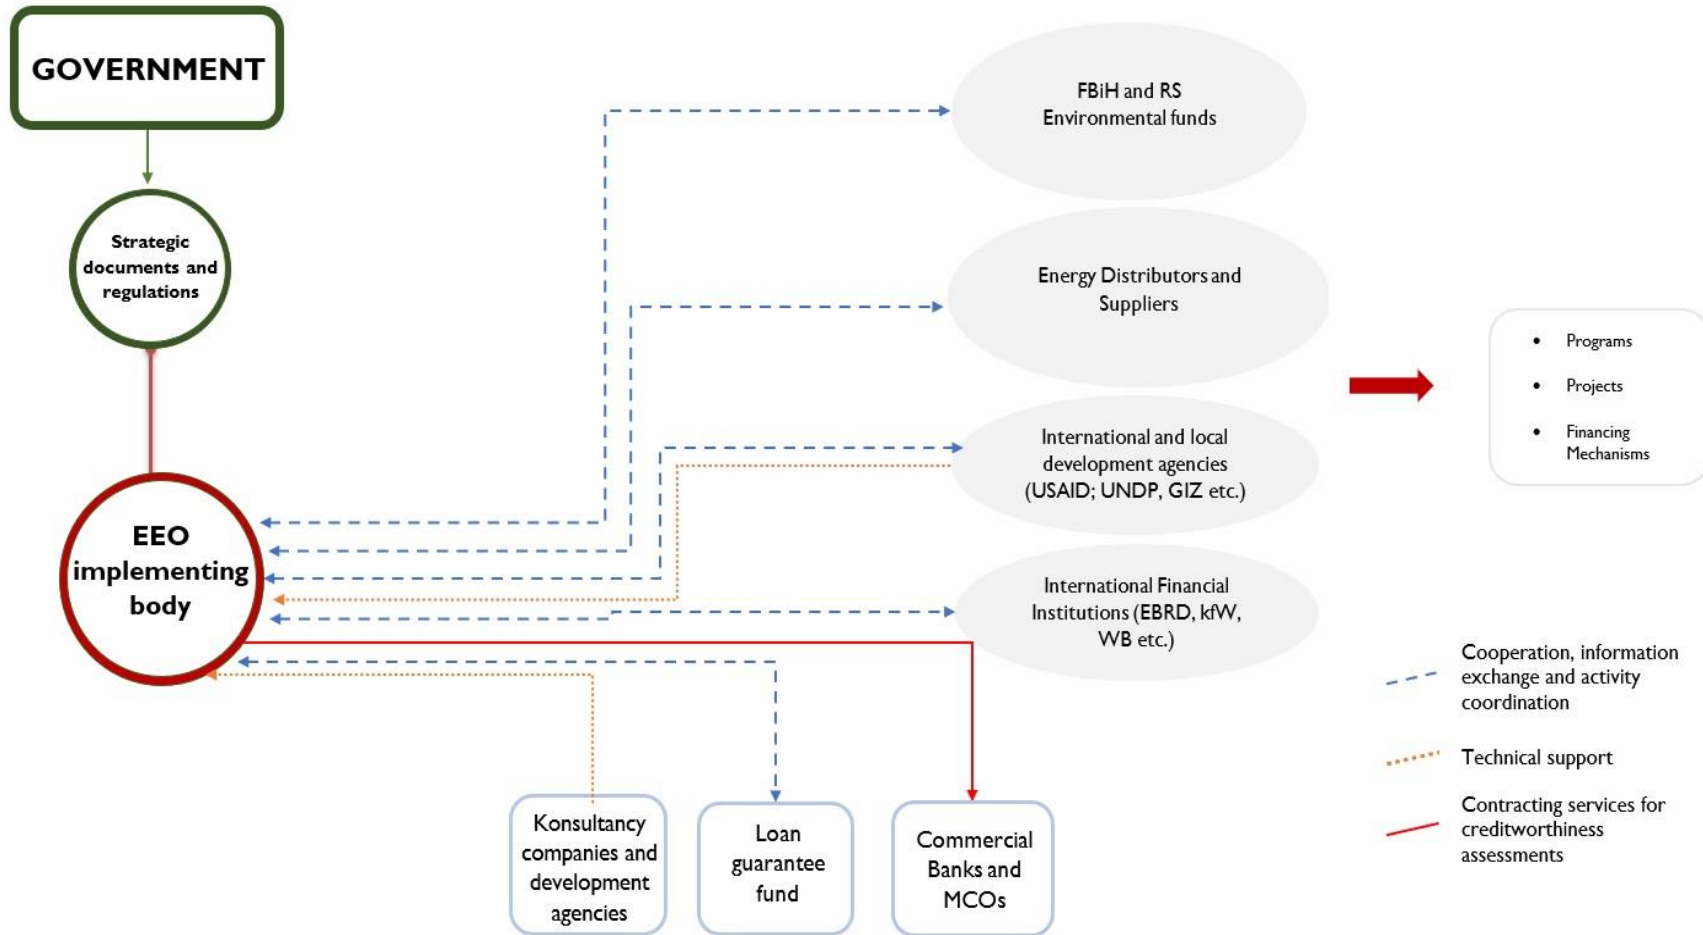 GOVERNMENT
Strategic
documents and
regulations
EEO
implementing
body
FBiH and RS
Environmental funds
Energy Distributors and
Suppliers
International and local
development agencies
(USAID; UNDP, GIZ etc.)
International Financial
Institutions (EBRD, kfW,
WB etc.)
• Programs
• Projects
• Financing
Mechanisms
Konsultancy
companies and
development
agencies
Loan
guarantee
fund
Commercial
Banks and
MCOs
Cooperation, information
exchange and activity
coordination
Technical support
Contracting services for
creditworthiness
assessments